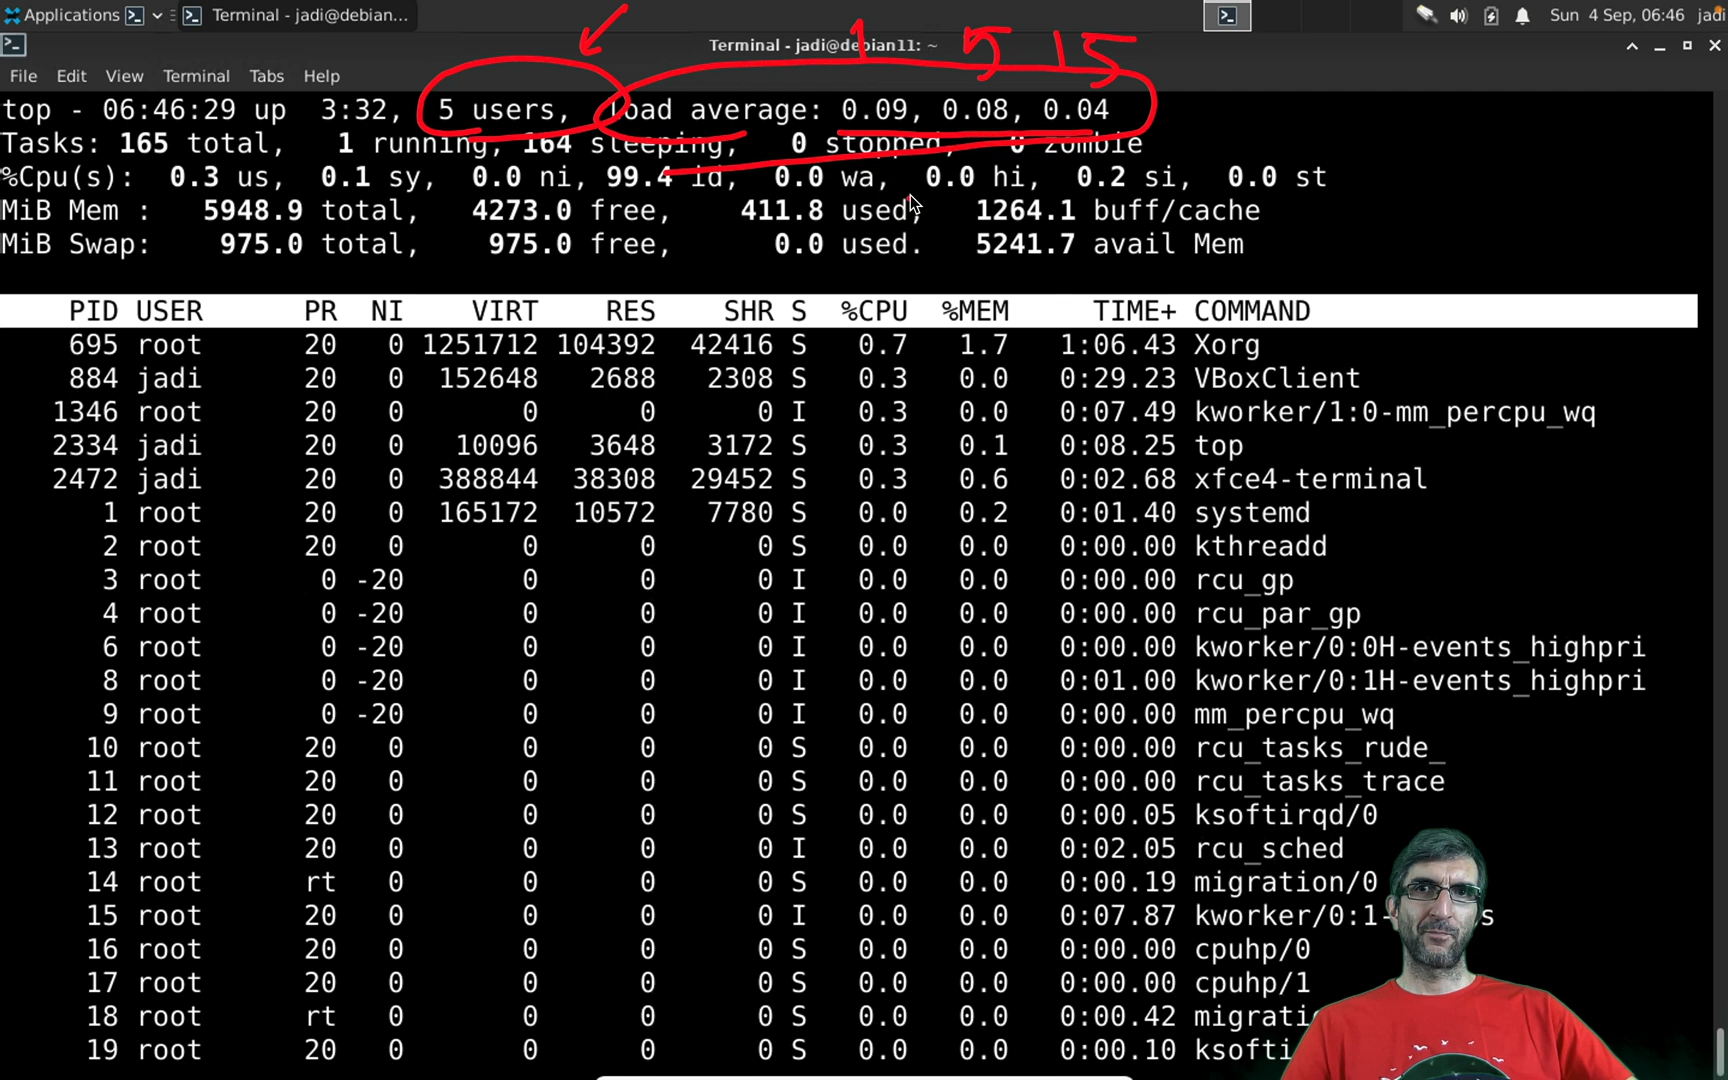 Applications Terminal - jadi@debian... Sun 4 Sep, 06:46 jadi
1 5 15
Terminal - jadi@debian11: ~
File Edit View Terminal Tabs Help
top - 06:46:29 up 3:32, 5 users, load average: 0.09, 0.08, 0.04
Tasks: 165 total, 1 running, 164 sleeping, 0 stopped, 0 zombie
%Cpu(s): 0.3 us, 0.1 sy, 0.0 ni, 99.4 id, 0.0 wa, 0.0 hi, 0.2 si, 0.0 st
MiB Mem : 5948.9 total, 4273.0 free, 411.8 used, 1264.1 buff/cache
MiB Swap: 975.0 total, 975.0 free, 0.0 used. 5241.7 avail Mem
PID USER PR NI VIRT RES SHR S %CPU %MEM TIME+ COMMAND
695 root 20 0 1251712 104392 42416 S 0.7 1.7 1:06.43 Xorg
884 jadi 20 0 152648 2688 2308 S 0.3 0.0 0:29.23 VBoxClient
1346 root 20 0 0 0 0 I 0.3 0.0 0:07.49 kworker/1:0-mm_percpu_wq
2334 jadi 20 0 10096 3648 3172 S 0.3 0.1 0:08.25 top
2472 jadi 20 0 388844 38308 29452 S 0.3 0.6 0:02.68 xfce4-terminal
1 root 20 0 165172 10572 7780 S 0.0 0.2 0:01.40 systemd
2 root 20 0 0 0 0 S 0.0 0.0 0:00.00 kthreadd
3 root 0 -20 0 0 0 I 0.0 0.0 0:00.00 rcu_gp
4 root 0 -20 0 0 0 I 0.0 0.0 0:00.00 rcu_par_gp
6 root 0 -20 0 0 0 I 0.0 0.0 0:00.00 kworker/0:0H-events_highpri
8 root 0 -20 0 0 0 I 0.0 0.0 0:01.00 kworker/0:1H-events_highpri
9 root 0 -20 0 0 0 I 0.0 0.0 0:00.00 mm_percpu_wq
10 root 20 0 0 0 0 S 0.0 0.0 0:00.00 rcu_tasks_rude_
11 root 20 0 0 0 0 S 0.0 0.0 0:00.00 rcu_tasks_trace
12 root 20 0 0 0 0 S 0.0 0.0 0:00.05 ksoftirqd/0
13 root 20 0 0 0 0 I 0.0 0.0 0:02.05 rcu_sched
14 root rt 0 0 0 0 S 0.0 0.0 0:00.19 migration/0
15 root 20 0 0 0 0 I 0.0 0.0 0:07.87 kworker/0:1- s
16 root 20 0 0 0 0 S 0.0 0.0 0:00.00 cpuhp/0
17 root 20 0 0 0 0 S 0.0 0.0 0:00.00 cpuhp/1
18 root rt 0 0 0 0 S 0.0 0.0 0:00.42 migrati
19 root 20 0 0 0 0 S 0.0 0.0 0:00.10 ksofti